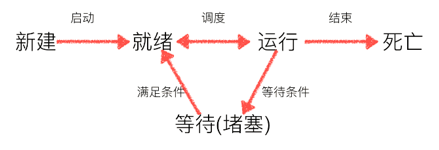 启动 调度 结束
新建 就绪 运行 死亡
满足条件 等待条件
等待(堵塞)